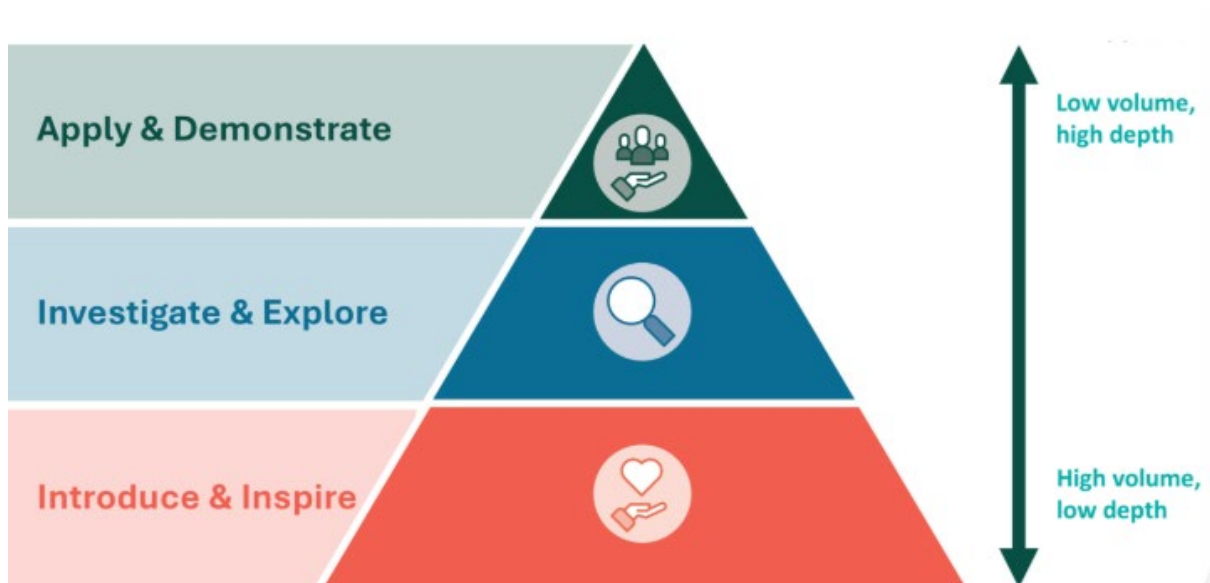 Apply & Demonstrate
Low volume,
high depth
Investigate & Explore
Introduce & Inspire
High volume,
low depth